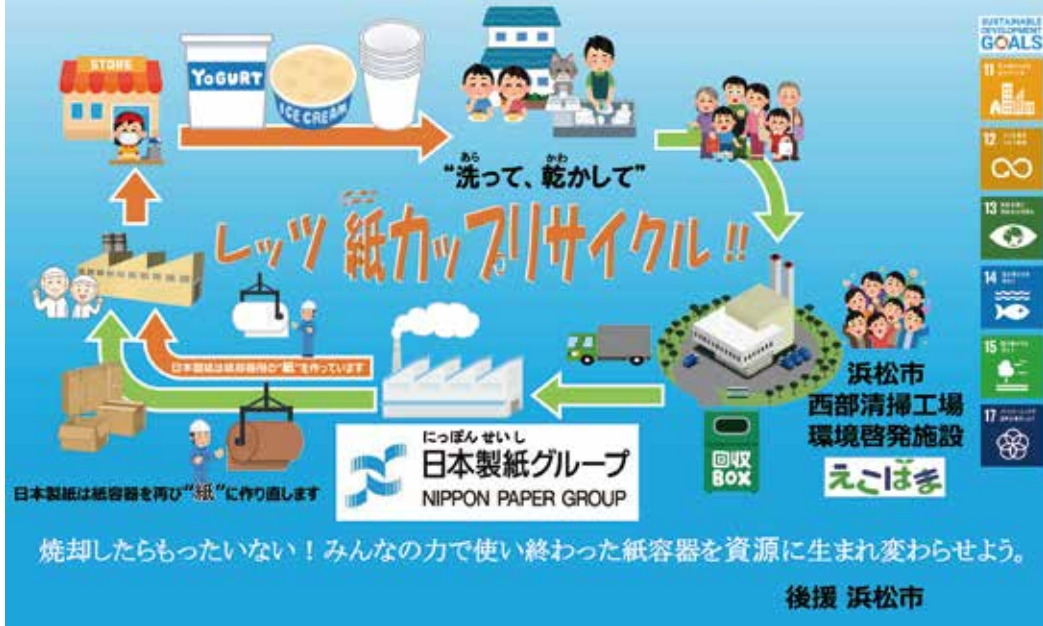 STORE
YOGURT
ICE CREAM
あら かわ
“洗って、乾かして”
レッツ 紙カップリサイクル!!
日本製紙は紙容器用の“紙”を作っています
日本製紙は紙容器を再び“紙”に作り直します
にっぽん せいし
日本製紙グループ
NIPPON PAPER GROUP
回収
BOX
浜松市
西部清掃工場
環境啓発施設
えこはま
SUSTAINABLE
DEVELOPMENT
GOALS
11
12
13
14
15
17
焼却したらもったいない！みんなの力で使い終わった紙容器を資源に生まれ変わらせよう。
後援 浜松市